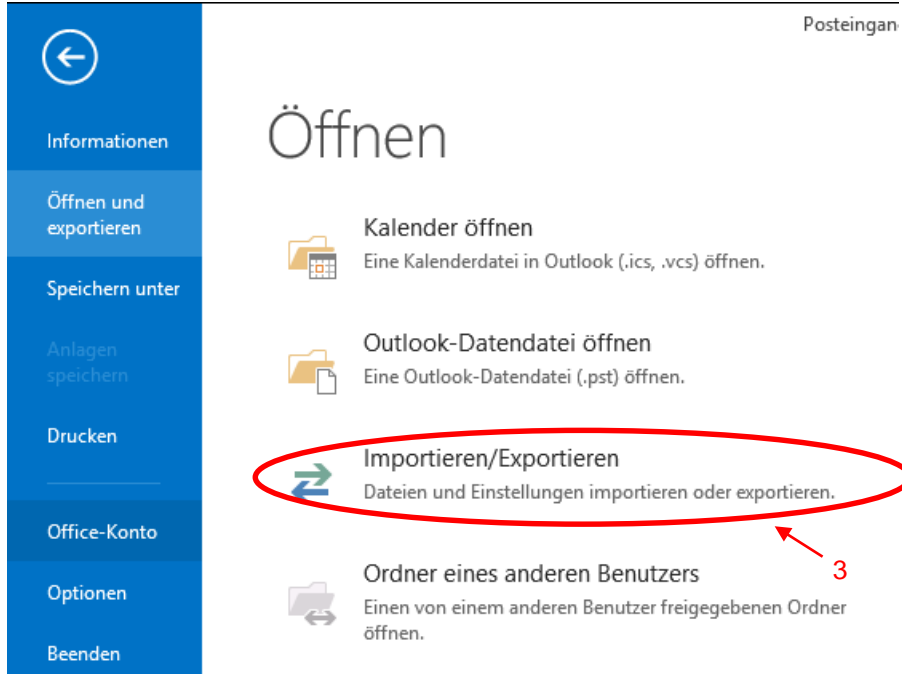 Posteingan
Informationen
Öffnen und
exportieren
Speichern unter
Anlagen
speichern
Drucken
Office-Konto
Optionen
Beenden
Öffnen
Kalender öffnen
Eine Kalenderdatei in Outlook (.ics, .vcs) öffnen.
Outlook-Datendatei öffnen
Eine Outlook-Datendatei (.pst) öffnen.
Importieren/Exportieren
Dateien und Einstellungen importieren oder exportieren.
3
Ordner eines anderen Benutzers
Einen von einem anderen Benutzer freigegebenen Ordner
öffnen.